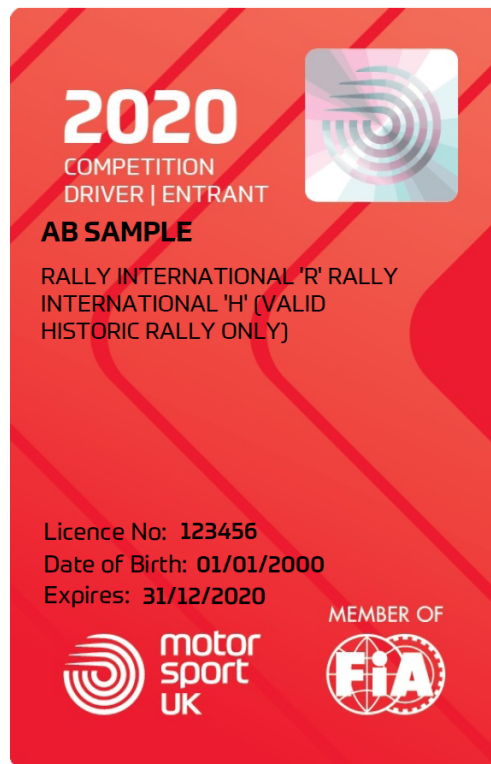 2020
COMPETITION
DRIVER | ENTRANT
AB SAMPLE
RALLY INTERNATIONAL 'R' RALLY
INTERNATIONAL 'H' (VALID
HISTORIC RALLY ONLY)
Licence No: 123456
Date of Birth: 01/01/2000
Expires: 31/12/2020
MEMBER OF
motor
sport
UK
FiA